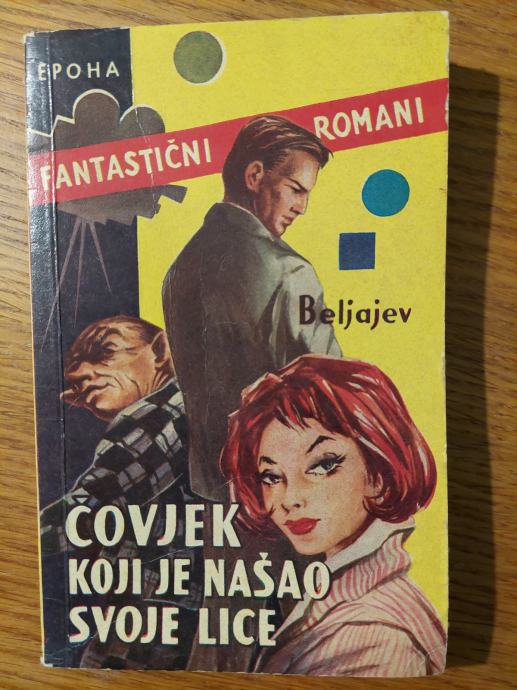 EPOHA
FANTASTIČNI ROMANI
Beljajev
ČOVJEK
KOJI JE NAŠAO
SVOJE LICE